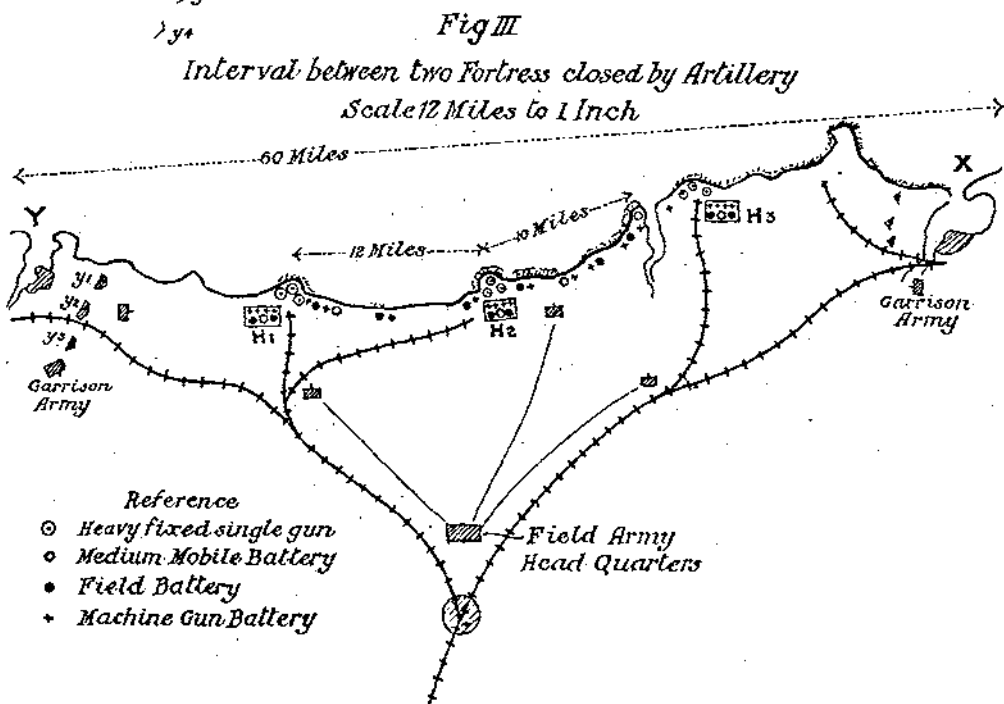 y4
Fig III
Interval between two Fortress closed by Artillery
Scale 12 Miles to 1 Inch
60 Miles
X
Y
10 Miles
12 Miles
H3
y1
y2
y3
H1
H2
Garrison
Army
Garrison
Army
Reference
Heavy fixed single gun
Medium Mobile Battery
Field Battery
Machine Gun Battery
Field Army
Head Quarters